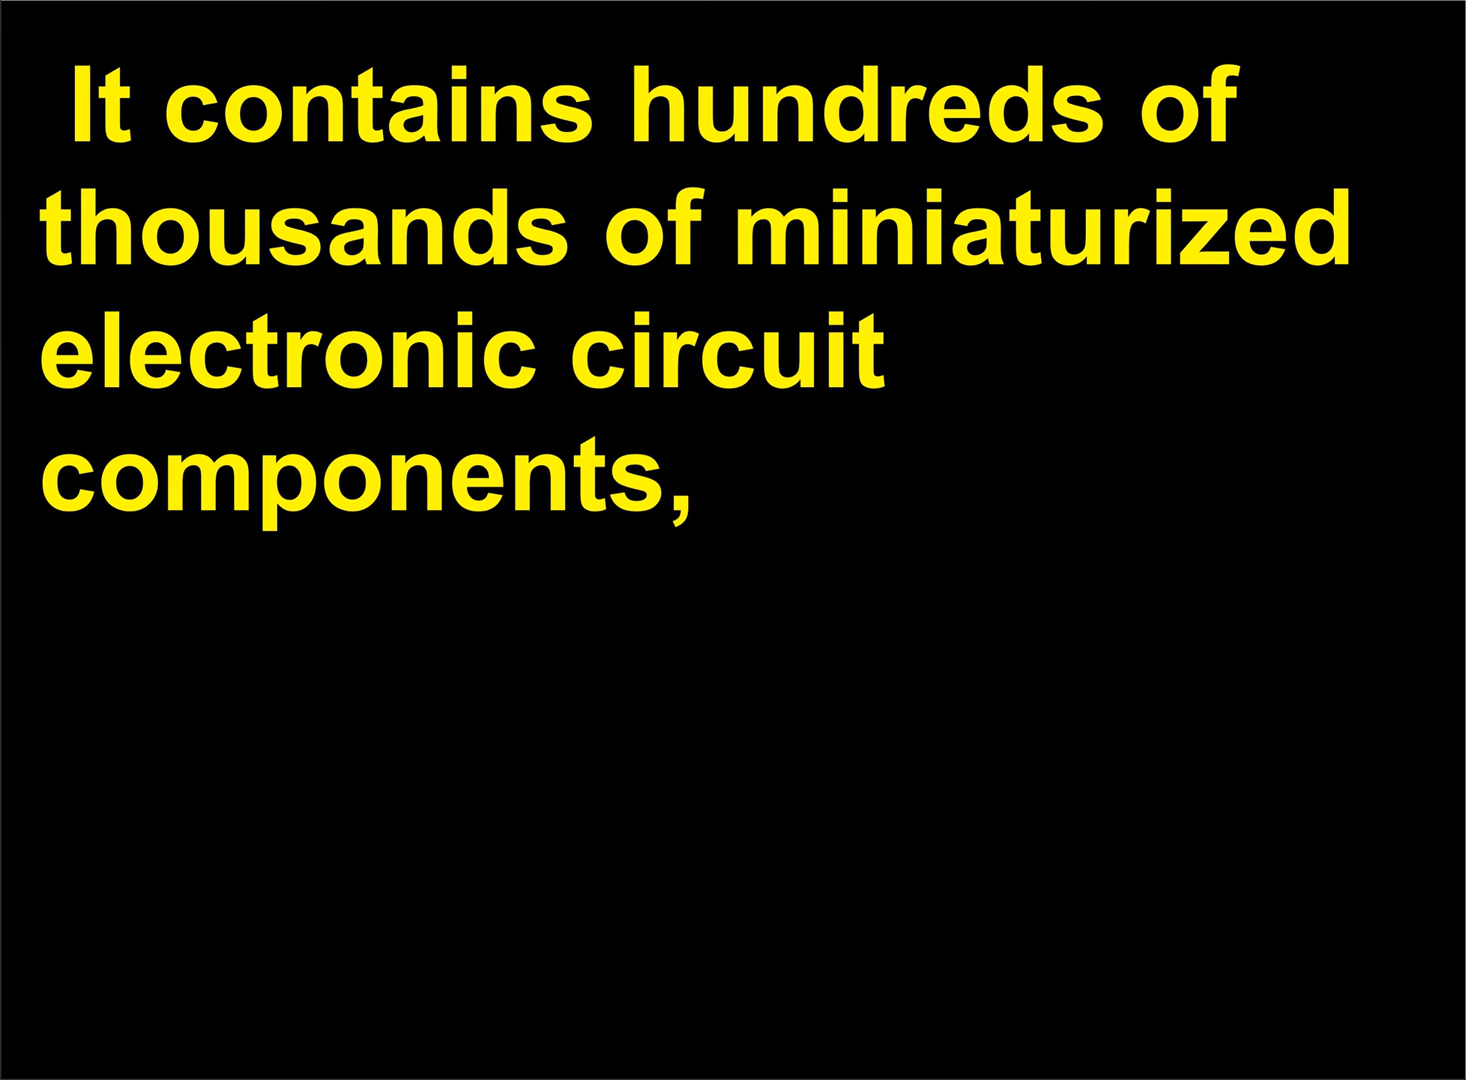 It contains hundreds of
thousands of miniaturized
electronic circuit
components,